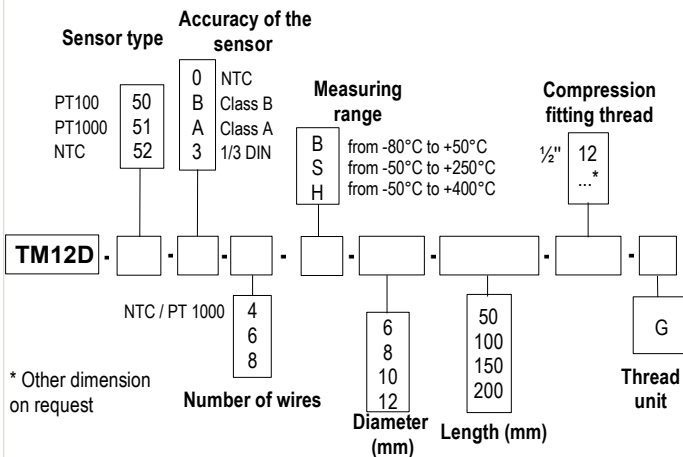 Accuracy of the
sensor
Sensor type
0 NTC
B Class B
A Class A
3 1/3 DIN
PT100 50
PT1000 51
NTC 52
Measuring
range
B from -80°C to +50°C
S from -50°C to +250°C
H from -50°C to +400°C
Compression
fitting thread
½" 12
...*
TM12D - - - - - - - -
NTC / PT 1000 4
6
8
Number of wires
6
8
10
12
Diameter
(mm)
50
100
150
200
Length (mm)
G
Thread
unit
* Other dimension
on request